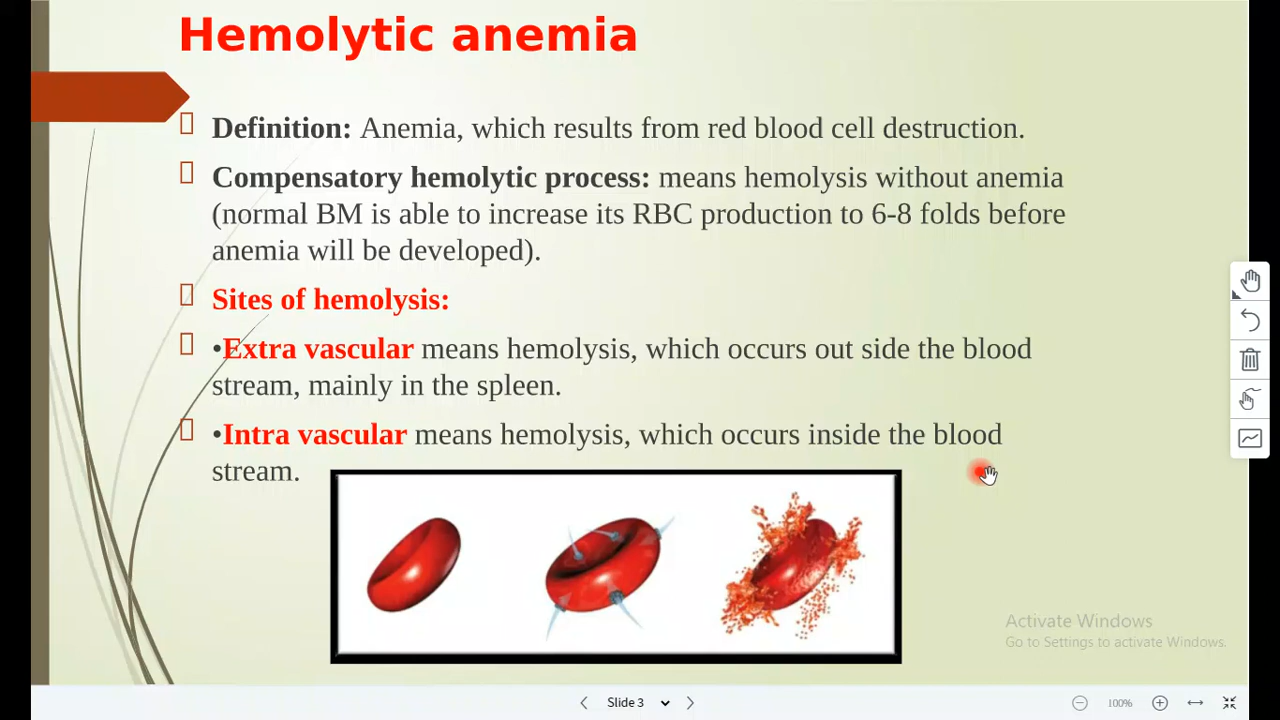 Hemolytic anemia
Definition: Anemia, which results from red blood cell destruction.
Compensatory hemolytic process: means hemolysis without anemia
(normal BM is able to increase its RBC production to 6-8 folds before
anemia will be developed).
Sites of hemolysis:
•Extra vascular means hemolysis, which occurs out side the blood
stream, mainly in the spleen.
•Intra vascular means hemolysis, which occurs inside the blood
stream.
Activate Windows
Go to Settings to activate Windows.
Slide 3
100%